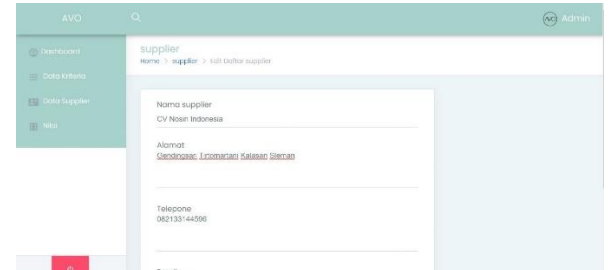 AVO
Admin
Dashboard
Data Kriteria
Data Supplier
Nilai
supplier
Home > supplier > Edit Daftar supplier
Nama supplier
CV Nosin Indonesia
Alamat
Gendingsari Tirtomartani Kalasan Sleman
Telepone
082133144596